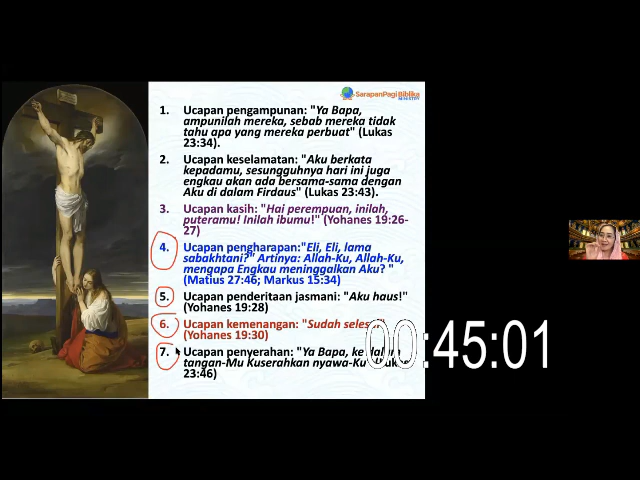 SarapanPagi Biblika
MINISTRY
1. Ucapan pengampunan: "Ya Bapa,
ampunilah mereka, sebab mereka tidak
tahu apa yang mereka perbuat" (Lukas
23:34).
2. Ucapan keselamatan: "Aku berkata
kepadamu, sesungguhnya hari ini juga
engkau akan ada bersama-sama dengan
Aku di dalam Firdaus" (Lukas 23:43).
3. Ucapan kasih: "Hai perempuan, inilah,
puteramu! Inilah ibumu!" (Yohanes 19:26-
27)
4. Ucapan pengharapan:"Eli, Eli, lama
sabakhtani?" Artinya: Allah-Ku, Allah-Ku,
mengapa Engkau meninggalkan Aku? "
(Matius 27:46; Markus 15:34)
5. Ucapan penderitaan jasmani: "Aku haus!"
(Yohanes 19:28)
6. Ucapan kemenangan: "Sudah
(Yohanes 19:30)
00:45:01
7. Ucapan penyerahan: "Ya Bapa, ke
tangan-Mu Kuserahkan nyawa-Ku
23:46)